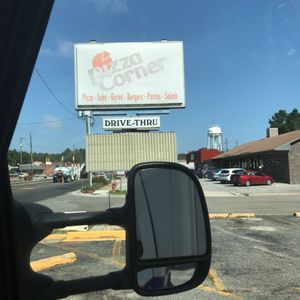 Pizza
Corner
Pizza · Subs · Gyros · Burgers · Pastas · Salads
DRIVE-THRU